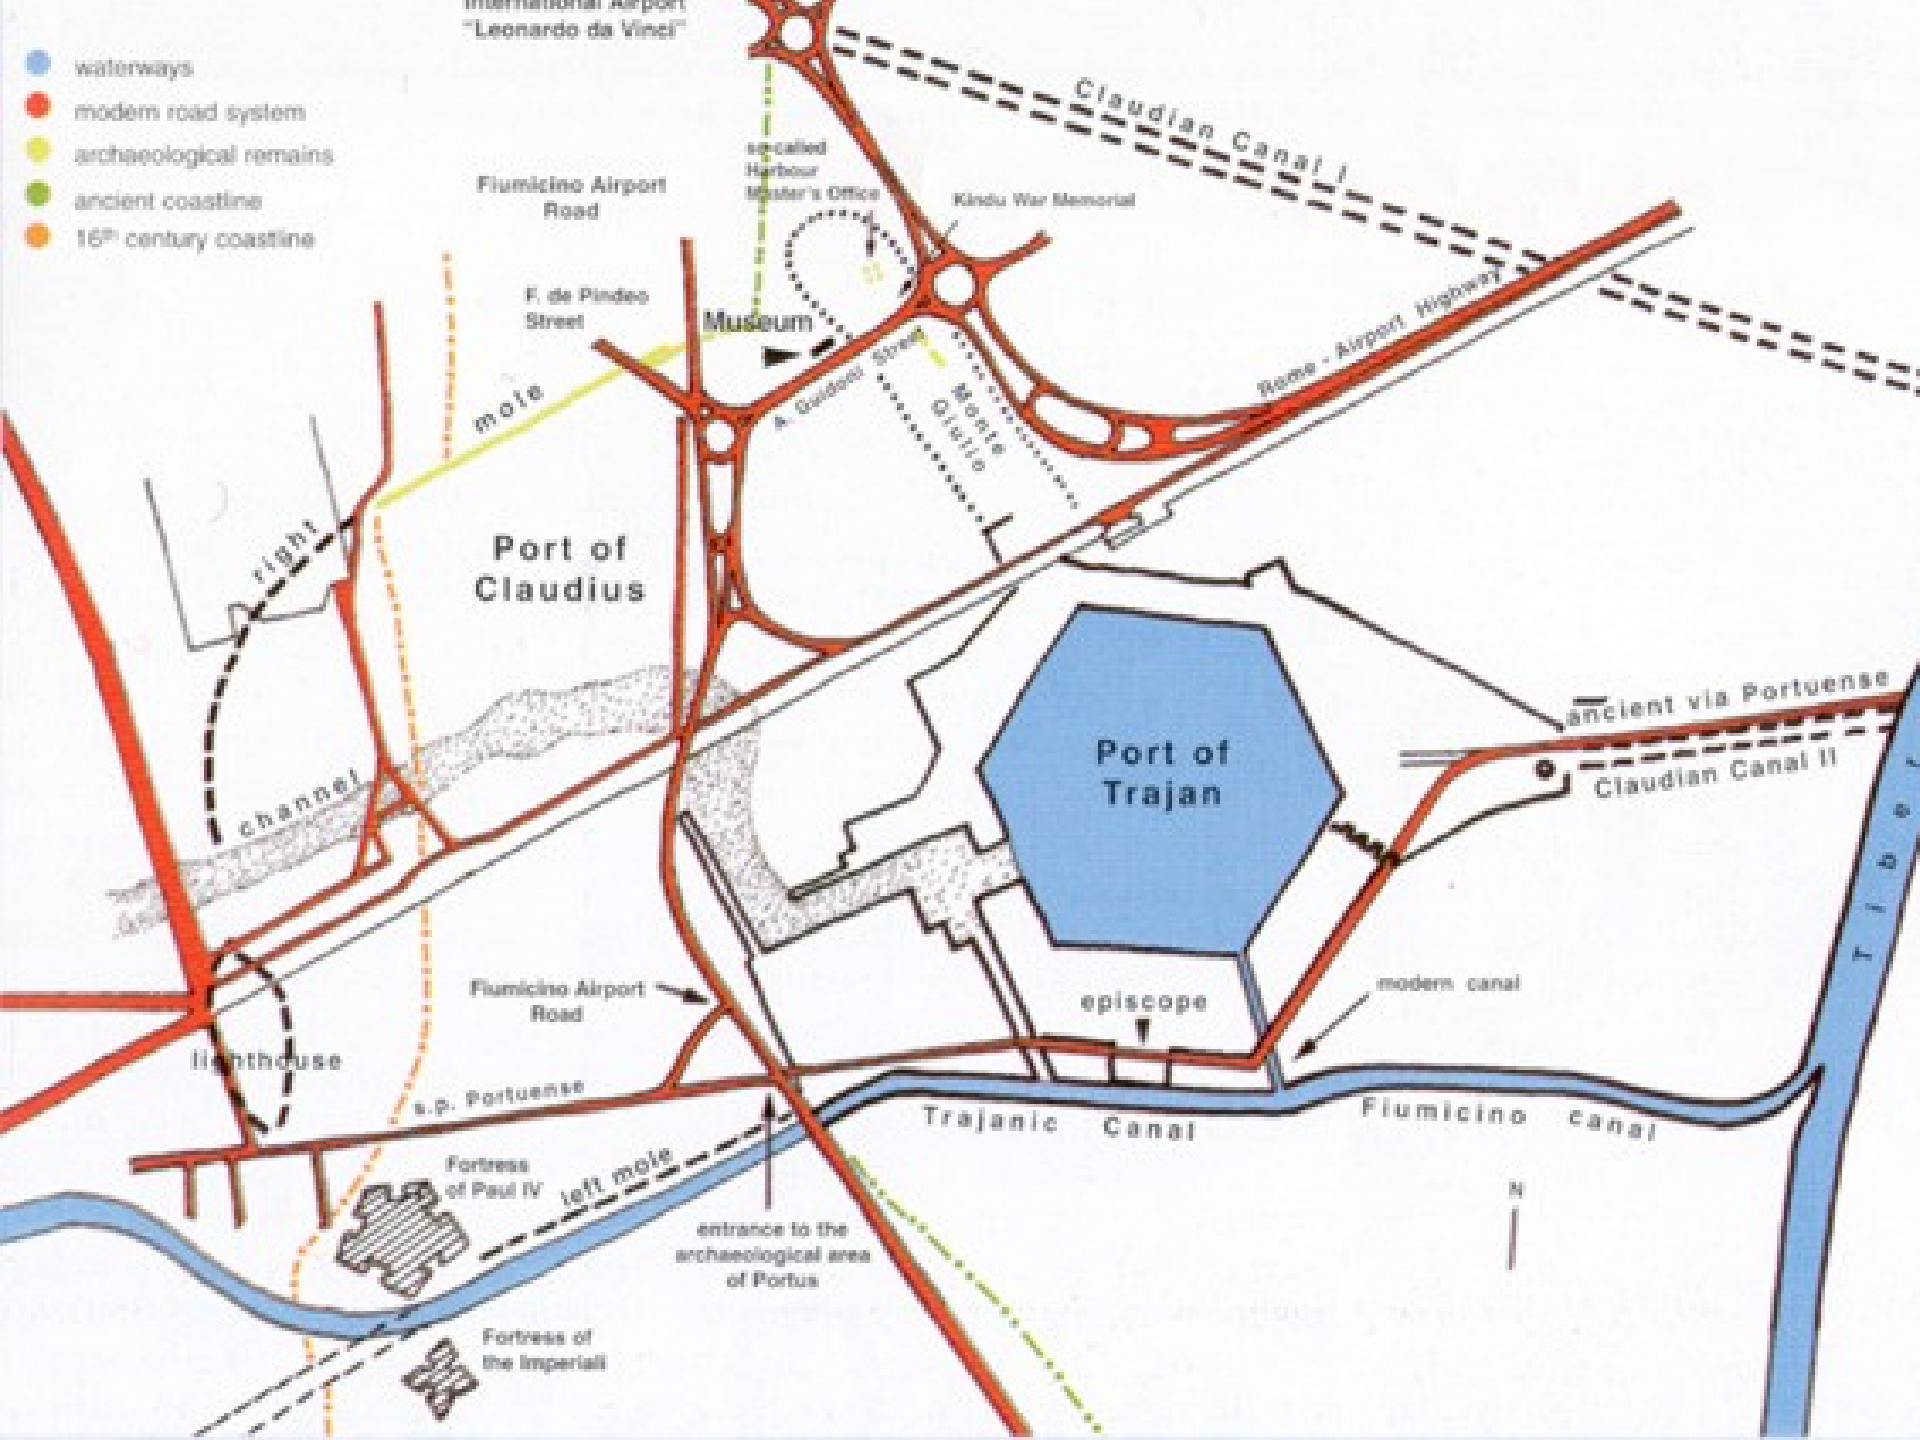 International Airport
"Leonardo da Vinci"
waterways
modern road system
archaeological remains
ancient coastline
16th century coastline
Claudian Canal I
so-called
Harbour
Master's Office
Fiumicino Airport
Road
Kindu War Memorial
F. de Pindeo
Street
Museum
A. Guidoni Street
Rome - Airport Highway
mole
Monte
Giulio
right
Port of
Claudius
ancient via Portuense
Claudian Canal II
Port of
Trajan
channel
Tiber
Fiumicino Airport
Road
episcope
modern canal
lighthouse
s.p. Portuense
Trajanic Canal
Fiumicino canal
Fortress
of Paul IV
left mole
N
entrance to the
archaeological area
of Portus
Fortress of
the Imperiali